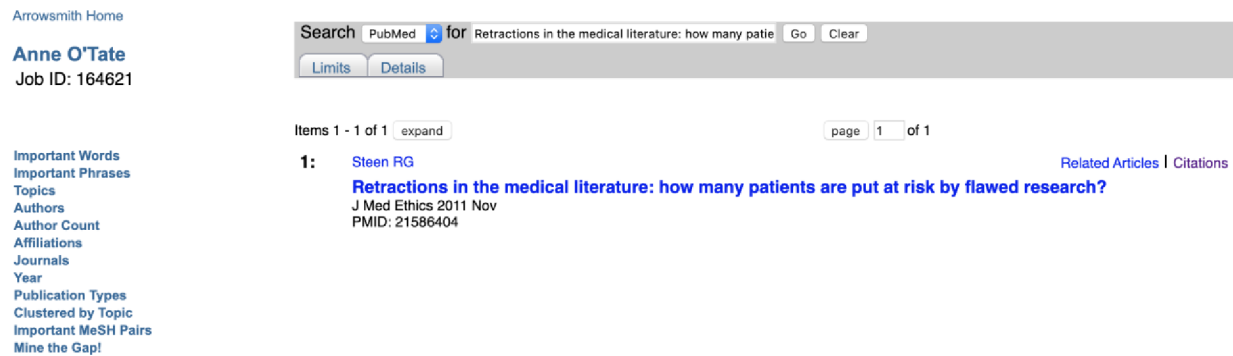 Arrowsmith Home
Anne O'Tate
Job ID: 164621
Important Words
Important Phrases
Topics
Authors
Author Count
Affiliations
Journals
Year
Publication Types
Clustered by Topic
Important MeSH Pairs
Mine the Gap!
Search PubMed for Retractions in the medical literature: how many patie Go Clear
Limits Details
Items 1 - 1 of 1 expand page 1 of 1
1: Steen RG Related Articles | Citations
Retractions in the medical literature: how many patients are put at risk by flawed research?
J Med Ethics 2011 Nov
PMID: 21586404